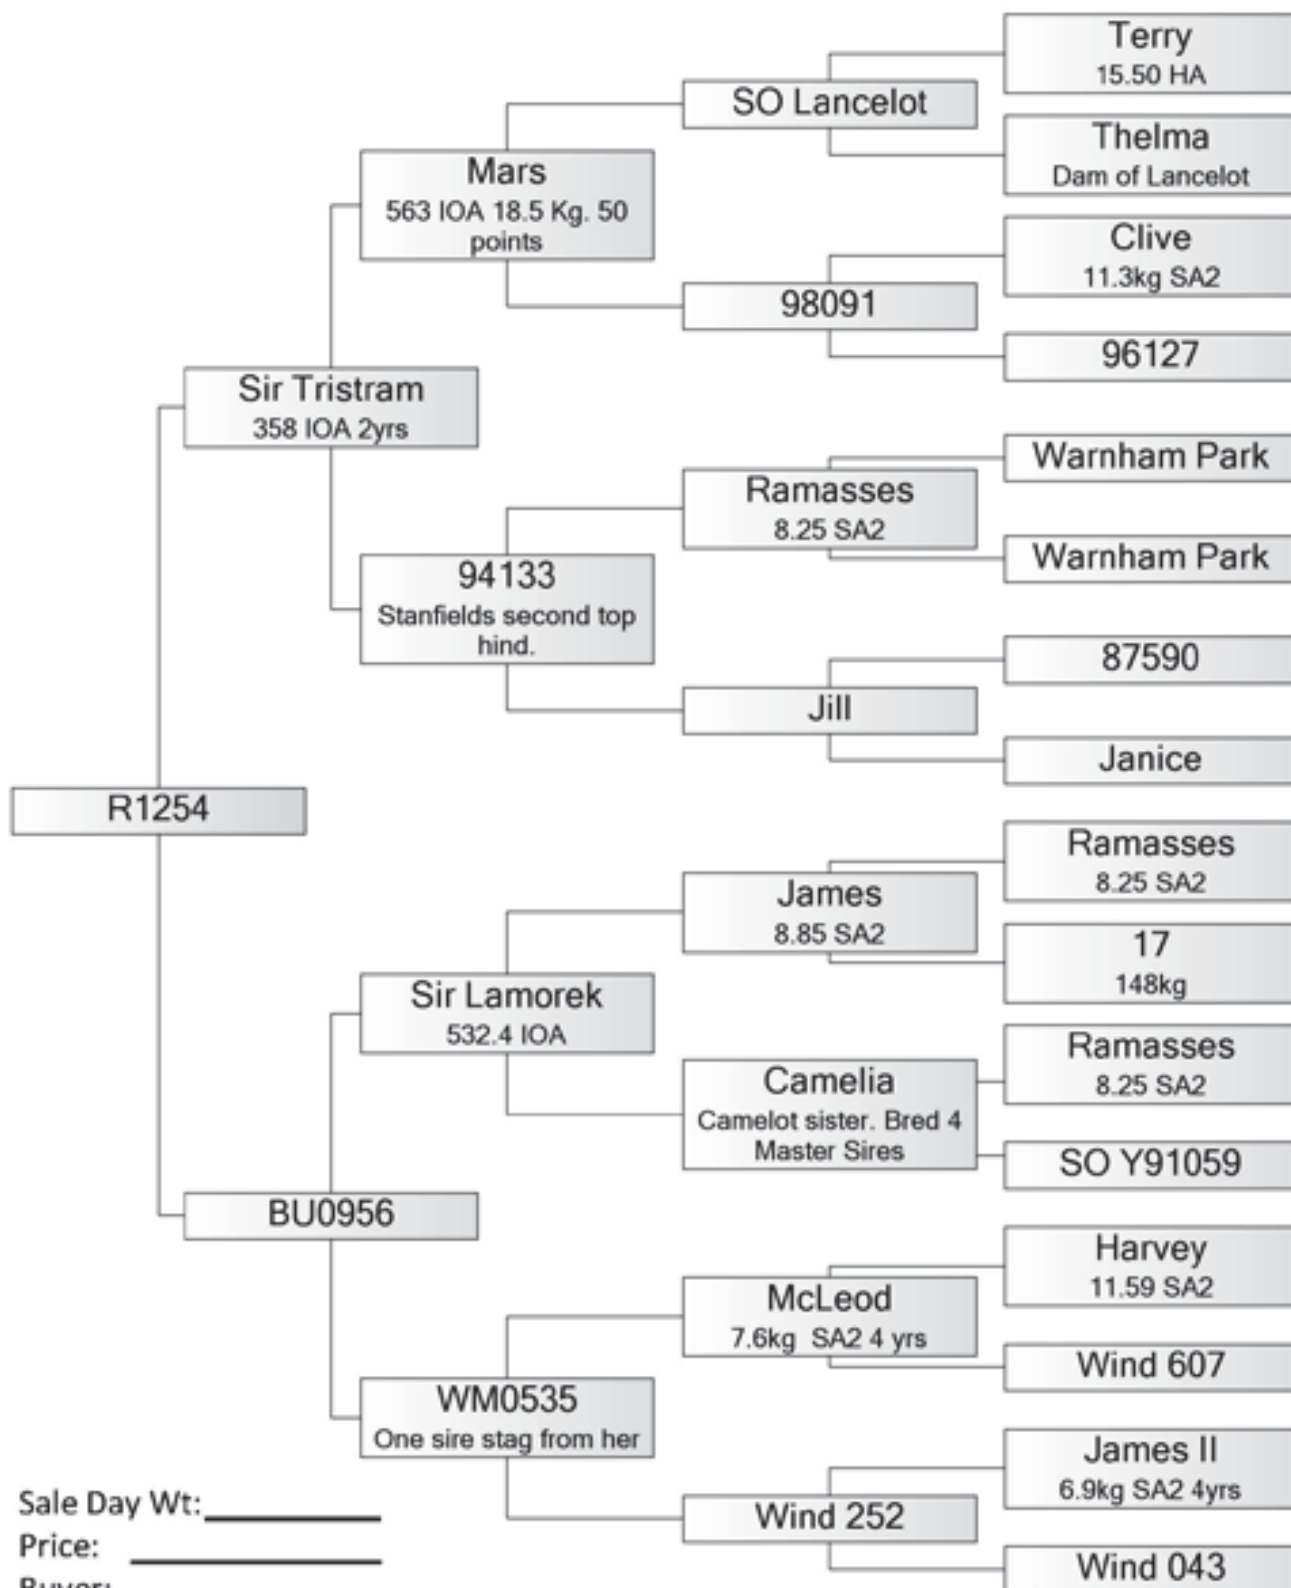 Terry
15.50 HA
SO Lancelot
Thelma
Dam of Lancelot
Mars
563 IOA 18.5 Kg. 50
points
Clive
11.3kg SA2
98091
96127
Sir Tristram
358 IOA 2yrs
Warnham Park
Ramasses
8.25 SA2
Warnham Park
94133
Stanfields second top
hind.
87590
Jill
Janice
R1254
Ramasses
8.25 SA2
James
8.85 SA2
17
148kg
Sir Lamorek
532.4 IOA
Ramasses
8.25 SA2
Camelia
Camelot sister. Bred 4
Master Sires
SO Y91059
BU0956
Harvey
11.59 SA2
McLeod
7.6kg  SA2 4 yrs
Wind 607
WM0535
One sire stag from her
James II
6.9kg SA2 4yrs
Wind 252
Wind 043
Sale Day Wt:
Price:
Buyer: